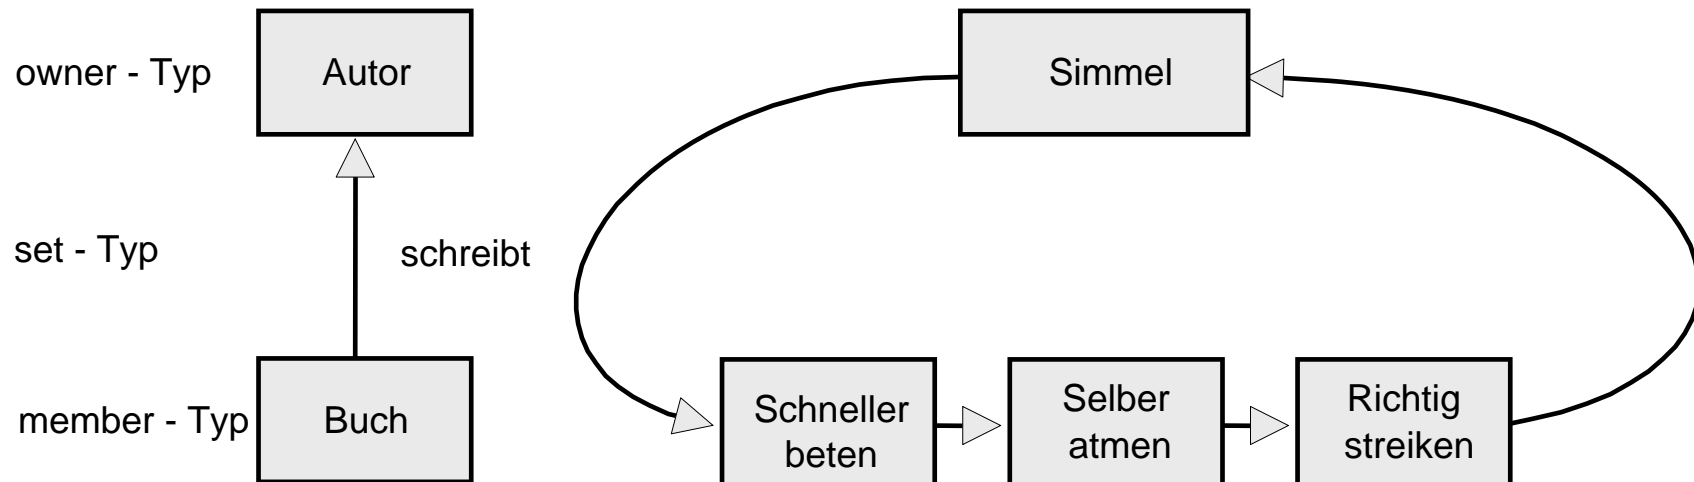 owner - Typ
Autor
Simmel
set - Typ
schreibt
member - Typ
Buch
Schneller
beten
Selber
atmen
Richtig
streiken